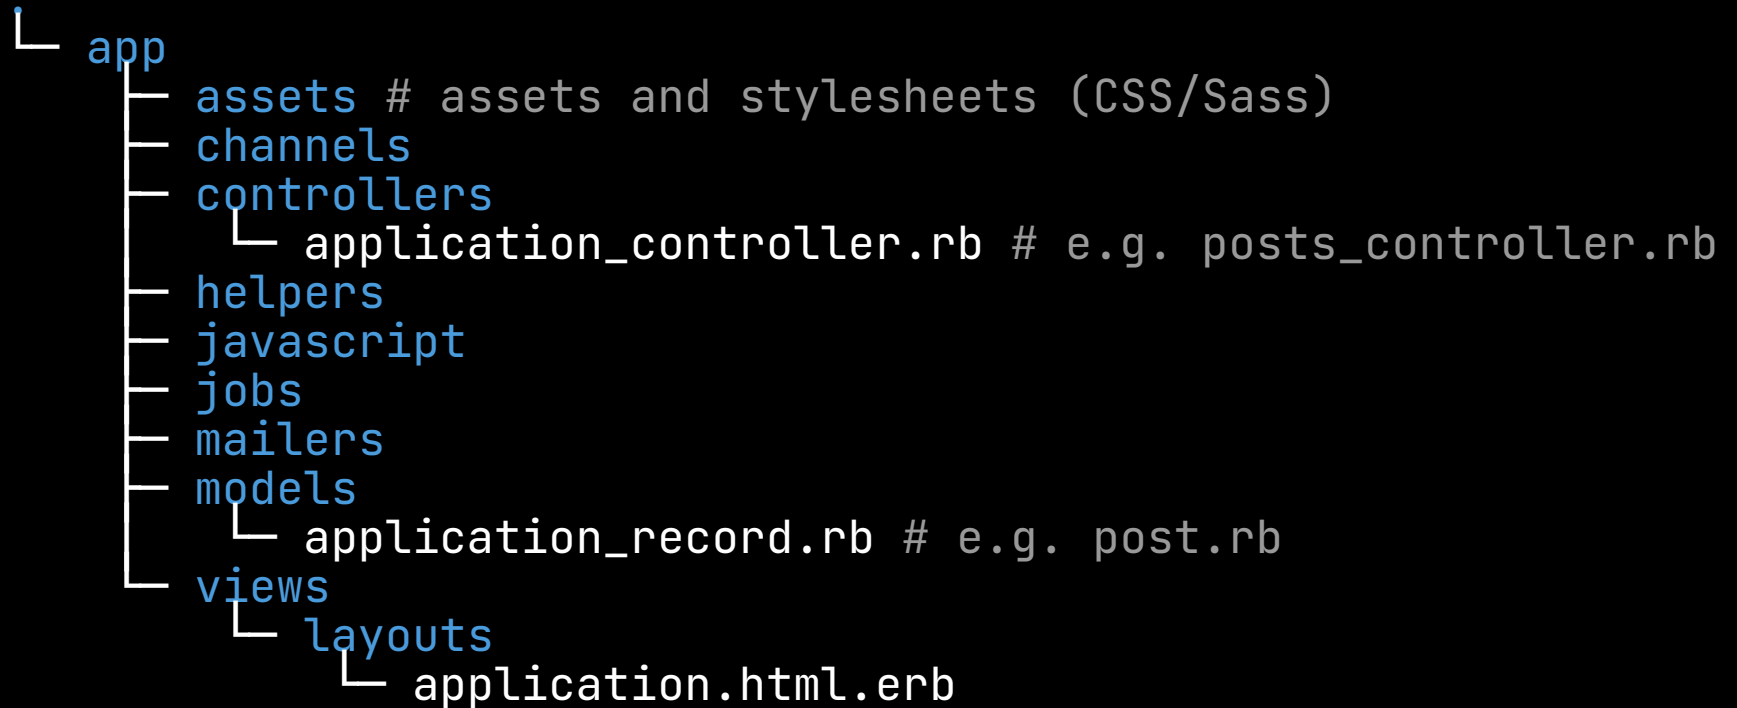 .
└─ app
    ├─ assets # assets and stylesheets (CSS/Sass)
    ├─ channels
    ├─ controllers
    │   └─ application_controller.rb # e.g. posts_controller.rb
    ├─ helpers
    ├─ javascript
    ├─ jobs
    ├─ mailers
    ├─ models
    │   └─ application_record.rb # e.g. post.rb
    └─ views
        └─ layouts
            └─ application.html.erb